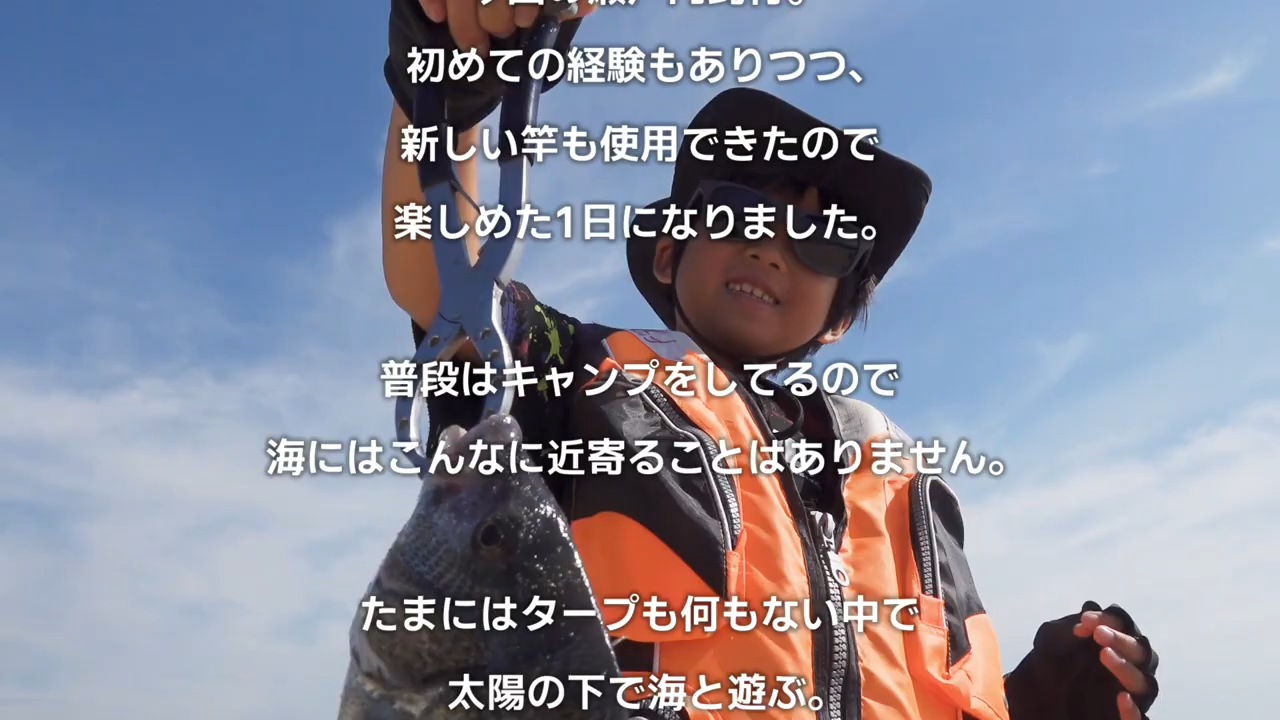 初めての経験もありつつ、
新しい竿も使用できたので
楽しめた1日になりました。
普段はキャンプをしてるので
海にはこんなに近寄ることはありません。
たまにはタープも何もない中で
太陽の下で海と遊ぶ。